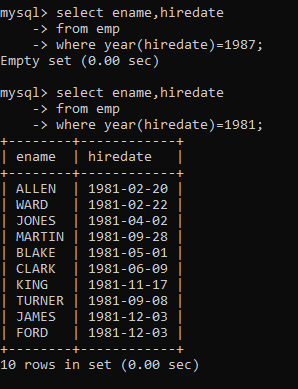 mysql> select ename,hiredate
    -> from emp
    -> where year(hiredate)=1987;
Empty set (0.00 sec)

mysql> select ename,hiredate
    -> from emp
    -> where year(hiredate)=1981;
+--------+------------+
| ename  | hiredate   |
+--------+------------+
| ALLEN  | 1981-02-20 |
| WARD   | 1981-02-22 |
| JONES  | 1981-04-02 |
| MARTIN | 1981-09-28 |
| BLAKE  | 1981-05-01 |
| CLARK  | 1981-06-09 |
| KING   | 1981-11-17 |
| TURNER | 1981-09-08 |
| JAMES  | 1981-12-03 |
| FORD   | 1981-12-03 |
+--------+------------+
10 rows in set (0.00 sec)